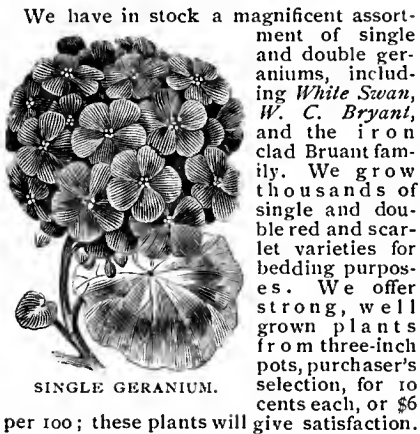 We have in stock a magnificent assort-
ment of single
and double ger-
aniums, includ-
ing White Swan,
W. C. Bryant,
and the iron
clad Bruant fam-
ily. We grow
thousands of
single and dou-
ble red and scar-
let varieties for
bedding purpos-
es. We offer
strong, well
grown plants
from three-inch
pots, purchaser's
selection, for 10
cents each, or $6
per 100; these plants will give satisfaction.
SINGLE GERANIUM.